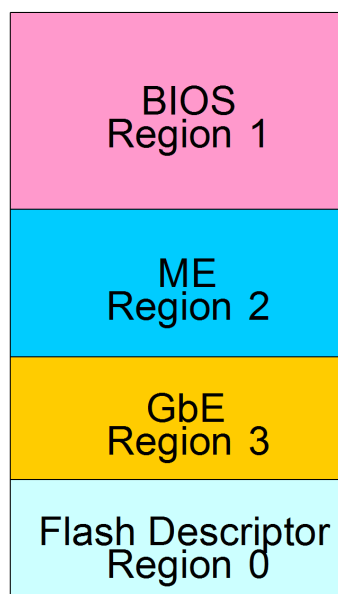 BIOS
Region 1
ME
Region 2
GbE
Region 3
Flash Descriptor
Region 0